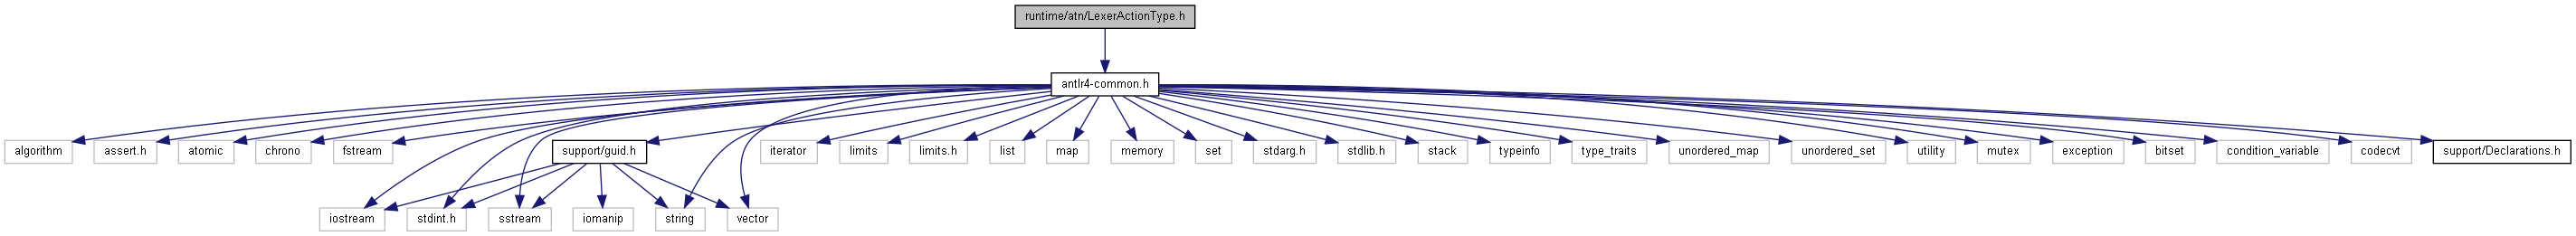 runtime/atn/LexerActionType.h
antlr4-common.h
algorithm
assert.h
atomic
chrono
fstream
support/guid.h
iterator
limits
limits.h
list
map
memory
set
stdarg.h
stdlib.h
stack
typeinfo
type_traits
unordered_map
unordered_set
utility
mutex
exception
bitset
condition_variable
codecvt
support/Declarations.h
iostream
stdint.h
sstream
iomanip
string
vector